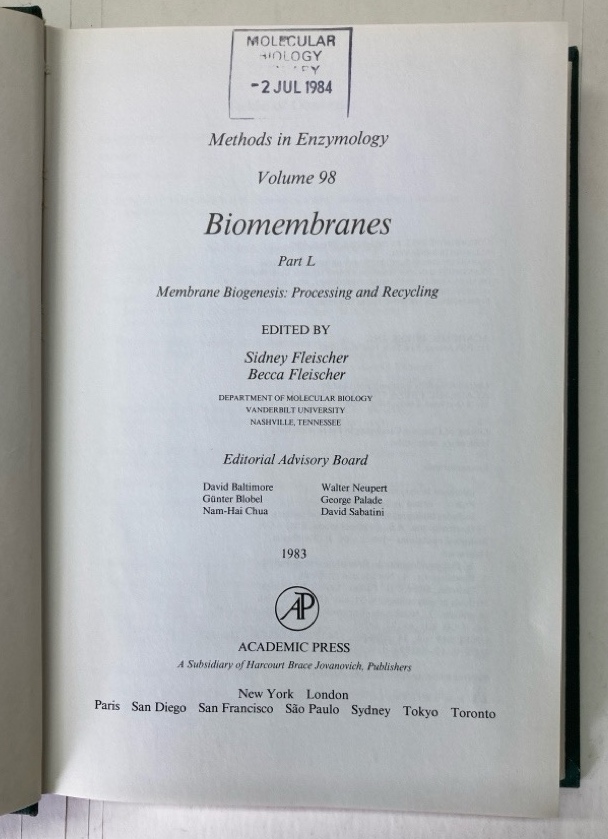 MOLECULAR
BIOLOGY
-2 JUL 1984
Methods in Enzymology
Volume 98
Biomembranes
Part L
Membrane Biogenesis: Processing and Recycling
EDITED BY
Sidney Fleischer
Becca Fleischer
DEPARTMENT OF MOLECULAR BIOLOGY
VANDERBILT UNIVERSITY
NASHVILLE, TENNESSEE
Editorial Advisory Board
David Baltimore Walter Neupert
Günter Blobel George Palade
Nam-Hai Chua David Sabatini
1983
AP
ACADEMIC PRESS
A Subsidiary of Harcourt Brace Jovanovich, Publishers
New York London
Paris San Diego San Francisco São Paulo Sydney Tokyo Toronto